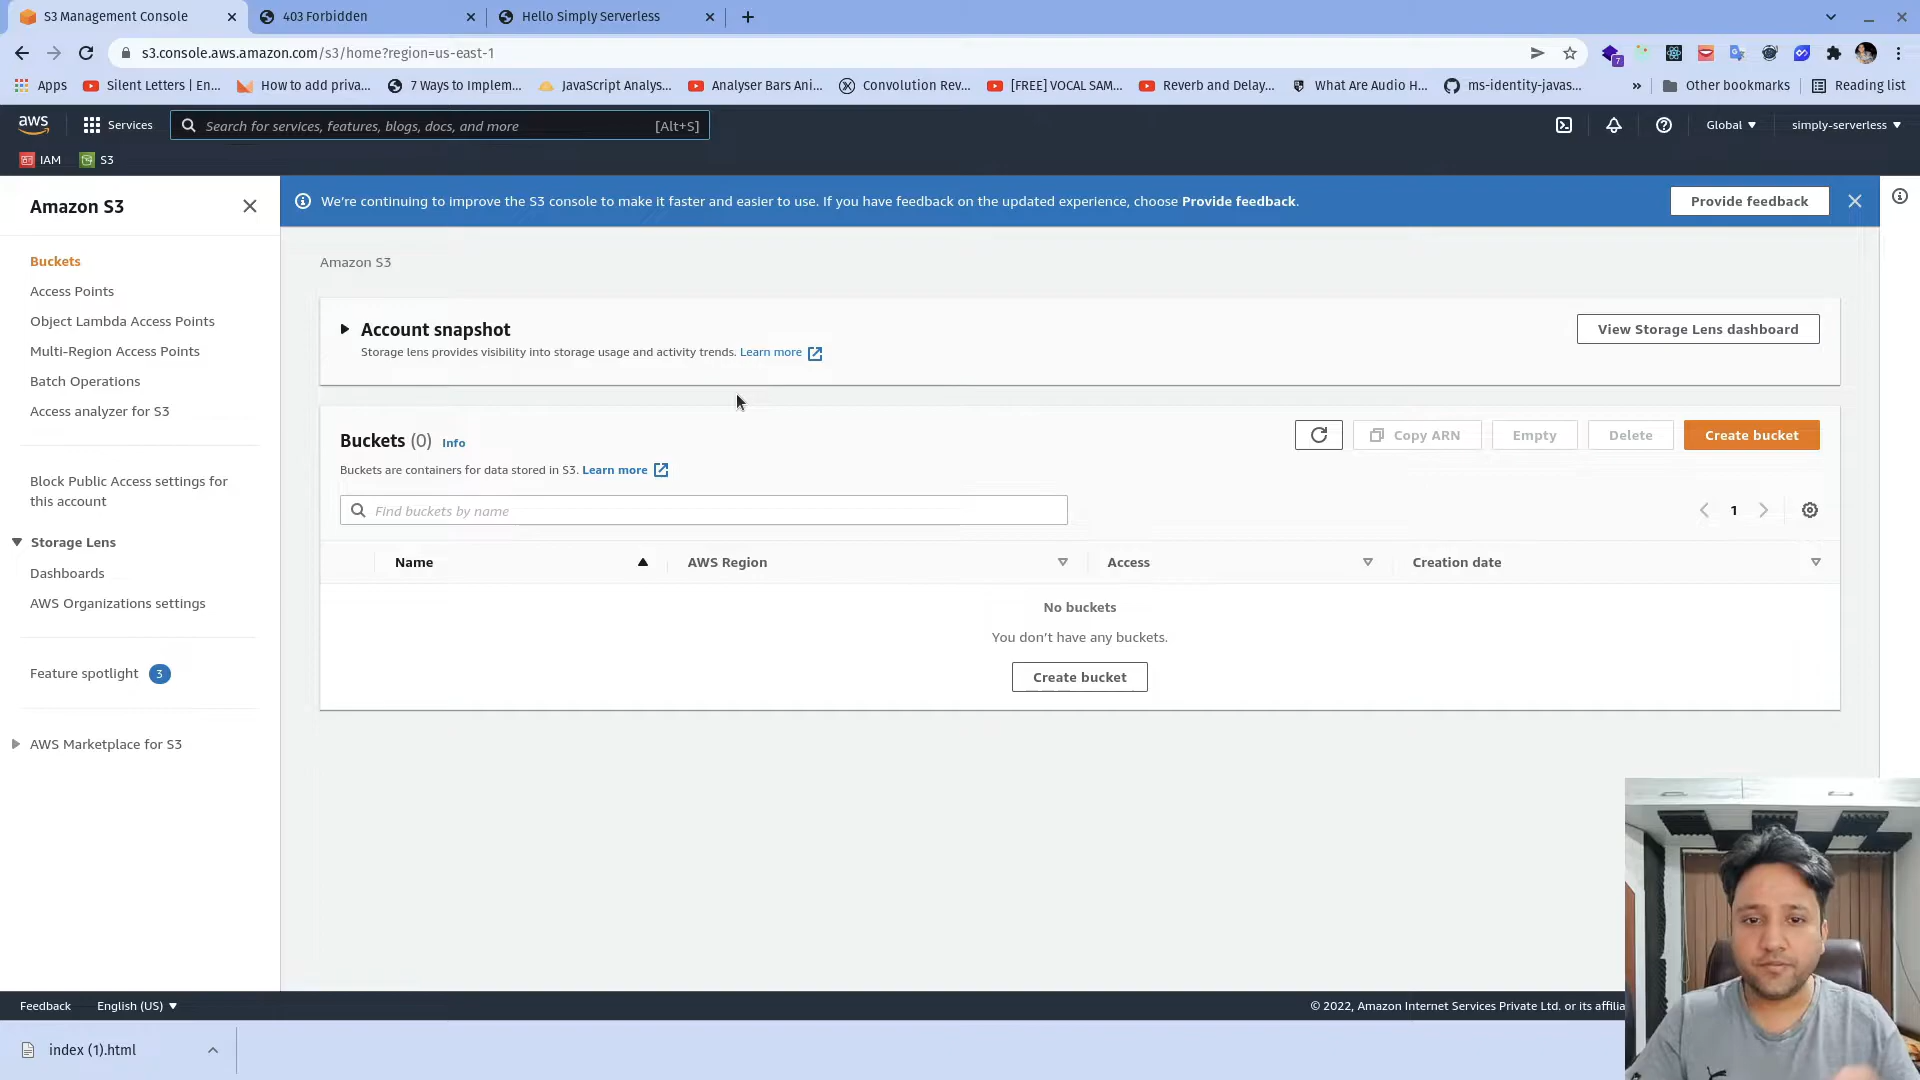 S3 Management Console
403 Forbidden
Hello Simply Serverless
s3.console.aws.amazon.com/s3/home?region=us-east-1
7
Apps
Silent Letters | En...
How to add priva...
7 Ways to Implem...
JavaScript Analys...
Analyser Bars Ani...
Convolution Rev...
[FREE] VOCAL SAM...
Reverb and Delay...
What Are Audio H...
ms-identity-javas...
»
Other bookmarks
Reading list
aws
Services
Search for services, features, blogs, docs, and more
[Alt+S]
Global
simply-serverless
IAM
S3
Amazon S3
We're continuing to improve the S3 console to make it faster and easier to use. If you have feedback on the updated experience, choose Provide feedback.
Provide feedback
Buckets
Access Points
Object Lambda Access Points
Multi-Region Access Points
Batch Operations
Access analyzer for S3
Block Public Access settings for
this account
Storage Lens
Dashboards
AWS Organizations settings
Feature spotlight
3
AWS Marketplace for S3
Amazon S3
Account snapshot
Storage lens provides visibility into storage usage and activity trends. Learn more
View Storage Lens dashboard
Buckets (0)
Info
Buckets are containers for data stored in S3. Learn more
Copy ARN
Empty
Delete
Create bucket
Find buckets by name
1
Name
AWS Region
Access
Creation date
No buckets
You don't have any buckets.
Create bucket
Feedback
English (US)
© 2022, Amazon Internet Services Private Ltd. or its affilia
index (1).html